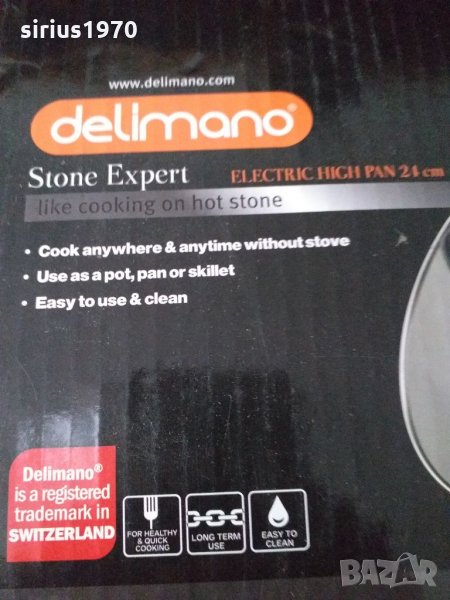 sirius1970
www.delimano.com
delimano®
Stone Expert ELECTRIC HIGH PAN 24 cm
like cooking on hot stone
• Cook anywhere & anytime without stove
• Use as a pot, pan or skillet
• Easy to use & clean
Delimano®
is a registered
trademark in
SWITZERLAND
FOR HEALTHY
& QUICK
COOKING
LONG TERM
USE
EASY TO
CLEAN
BAZAR